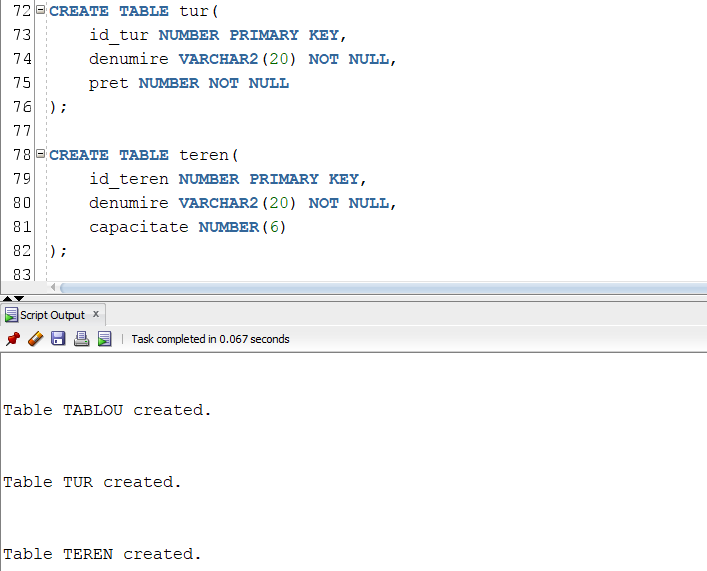 72 CREATE TABLE tur(
73 id_tur NUMBER PRIMARY KEY,
74 denumire VARCHAR2(20) NOT NULL,
75 pret NUMBER NOT NULL
76 );
77
78 CREATE TABLE teren(
79 id_teren NUMBER PRIMARY KEY,
80 denumire VARCHAR2(20) NOT NULL,
81 capacitate NUMBER(6)
82 );
83
Script Output x
Task completed in 0.067 seconds
Table TABLOU created.
Table TUR created.
Table TEREN created.